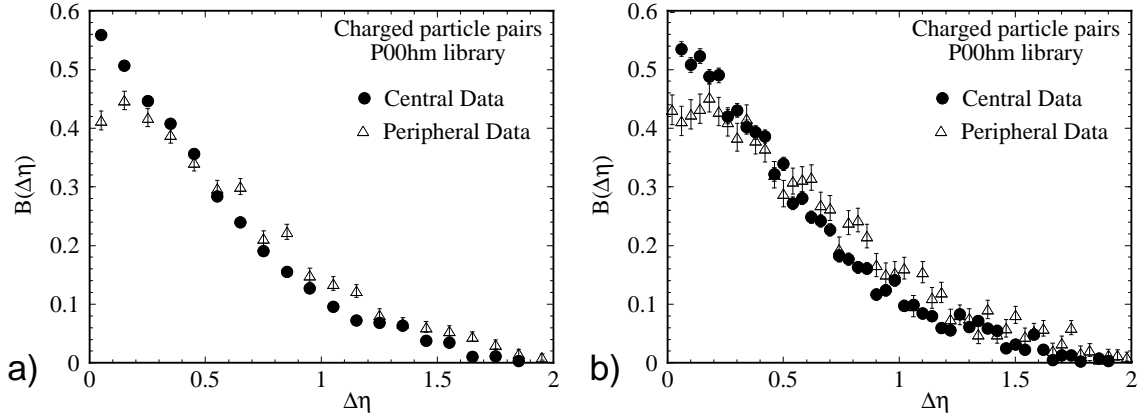 0.6
0.5
0.4
0.3
0.2
0.1
0
B(Δη)
Charged particle pairs
P00hm library
Central Data
Peripheral Data
0 0.5 1 1.5 2
Δη
a)
0.6
0.5
0.4
0.3
0.2
0.1
0
B(Δη)
Charged particle pairs
P00hm library
Central Data
Peripheral Data
0 0.5 1 1.5 2
Δη
b)